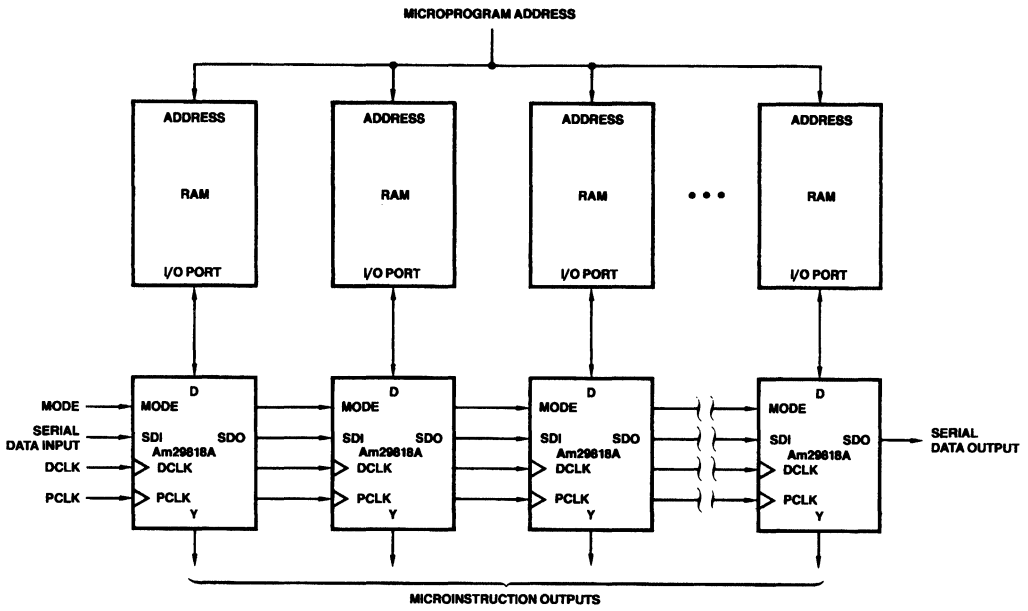 MICROPROGRAM ADDRESS
ADDRESS ADDRESS ADDRESS ADDRESS
RAM RAM RAM RAM
I/O PORT I/O PORT I/O PORT I/O PORT
D D D D
MODE MODE MODE MODE MODE
SERIAL
DATA INPUT
SDI SDO SDI SDO SDI SDO SDI SDO
SERIAL
DATA OUTPUT
Am29818A Am29818A Am29818A Am29818A
DCLK DCLK DCLK DCLK DCLK
PCLK PCLK PCLK PCLK PCLK
Y Y Y Y
MICROINSTRUCTION OUTPUTS